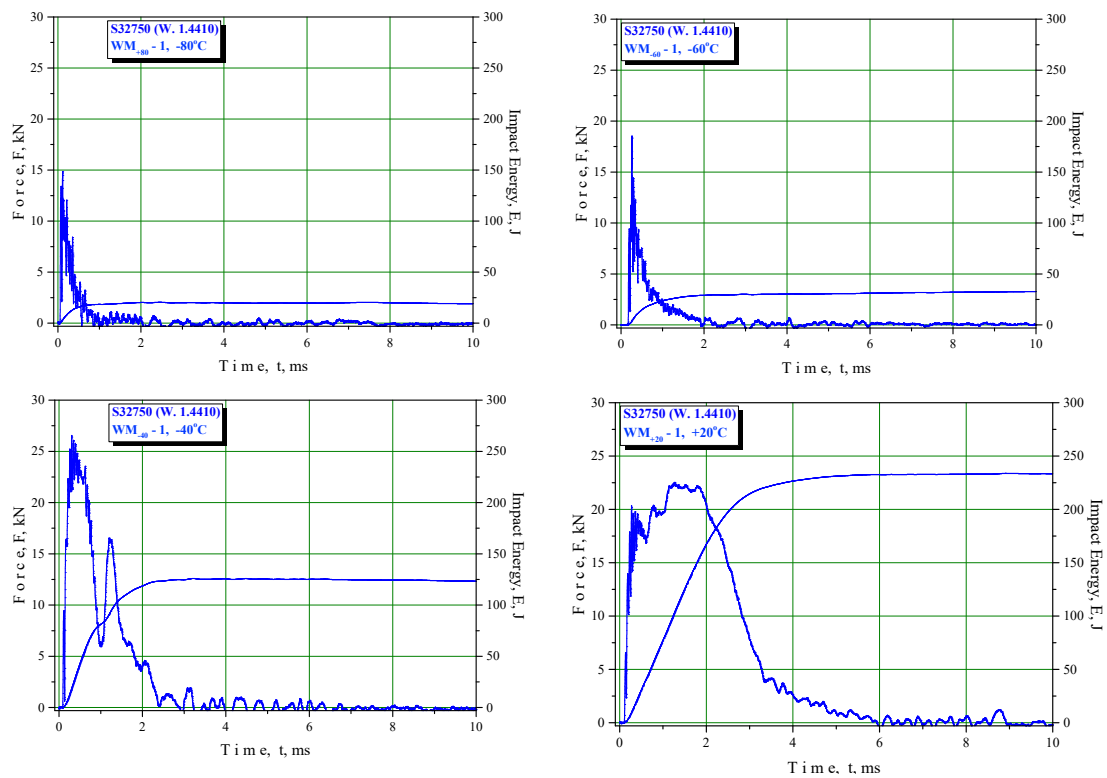 S32750 (W. 1.4410)
WM+80 - 1, -80°C
30
25
20
15
10
5
0
300
250
200
150
100
50
0
0 2 4 6 8 10
Force, F, kN
Impact Energy, E, J
Time, t, ms
S32750 (W. 1.4410)
WM-60 - 1, -60°C
30
25
20
15
10
5
0
300
250
200
150
100
50
0
0 2 4 6 8 10
Force, F, kN
Impact Energy, E, J
Time, t, ms
S32750 (W. 1.4410)
WM-40 - 1, -40°C
30
25
20
15
10
5
0
300
250
200
150
100
50
0
0 2 4 6 8 10
Force, F, kN
Impact Energy, E, J
Time, t, ms
S32750 (W. 1.4410)
WM+20 - 1, +20°C
30
25
20
15
10
5
0
300
250
200
150
100
50
0
0 2 4 6 8 10
Force, F, kN
Impact Energy, E, J
Time, t, ms